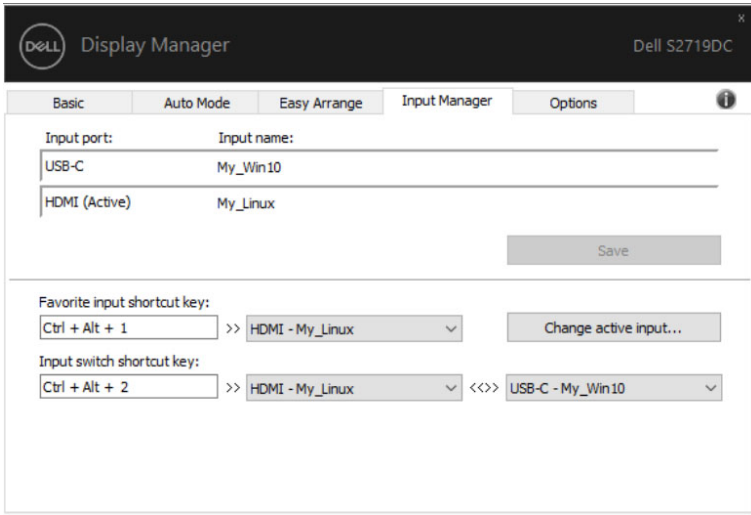 DELL Display Manager Dell S2719DC
x
Basic Auto Mode Easy Arrange Input Manager Options i
Input port: Input name:
USB-C My_Win10
HDMI (Active) My_Linux
Save
Favorite input shortcut key:
Ctrl + Alt + 1 >> HDMI - My_Linux Change active input...
Input switch shortcut key:
Ctrl + Alt + 2 >> HDMI - My_Linux <<>> USB-C - My_Win10